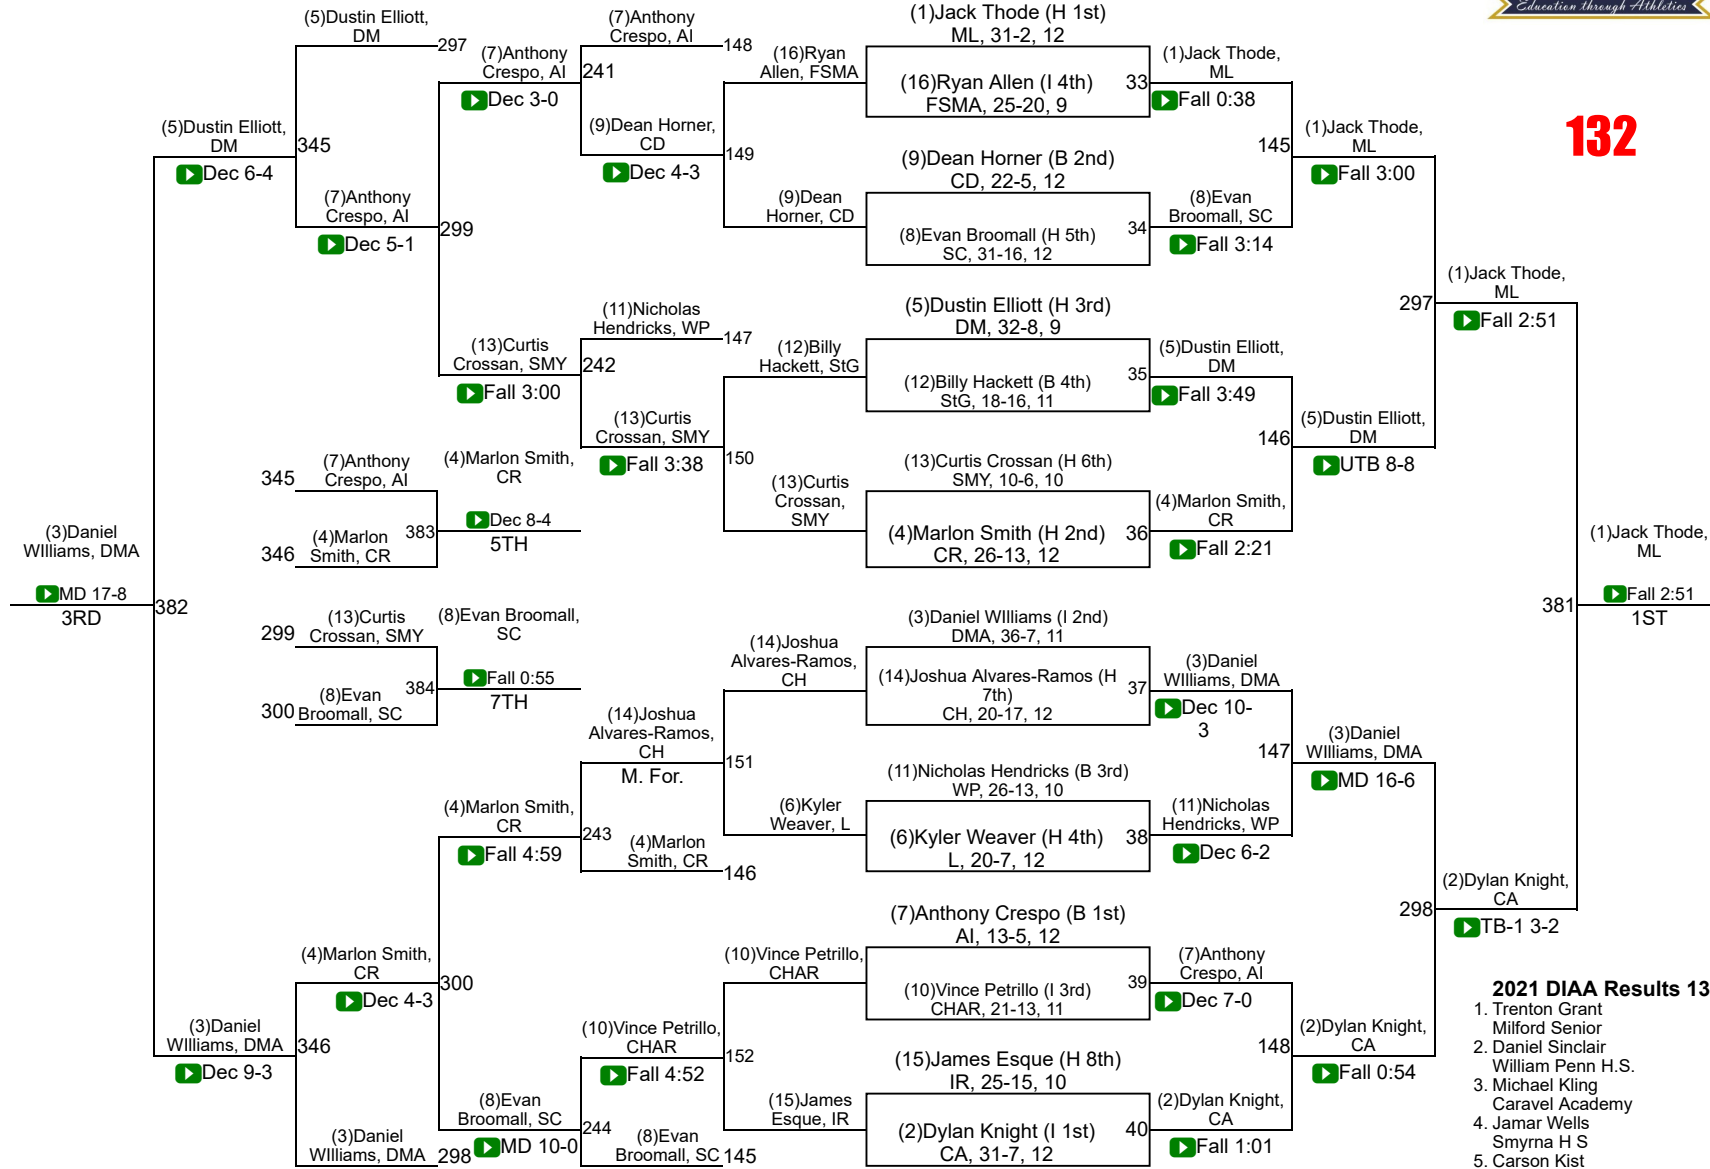 Education through Athletics
132
(5)Dustin Elliott,
DM
297
(7)Anthony
Crespo, AI
148
(7)Anthony
Crespo, AI
241
Dec 3-0
(9)Dean Horner,
CD
149
Dec 4-3
(16)Ryan
Allen, FSMA
(9)Dean
Horner, CD
(5)Dustin Elliott,
DM
345
Dec 6-4
(7)Anthony
Crespo, AI
299
Dec 5-1
(11)Nicholas
Hendricks, WP
147
(13)Curtis
Crossan, SMY
242
Fall 3:00
(13)Curtis
Crossan, SMY
150
Fall 3:38
(12)Billy
Hackett, StG
(13)Curtis
Crossan,
SMY
345
(7)Anthony
Crespo, AI
(4)Marlon Smith,
CR
346
(4)Marlon
Smith, CR
383
Dec 8-4
5TH
(3)Daniel
WIlliams, DMA
MD 17-8
3RD
382
299
(13)Curtis
Crossan, SMY
(8)Evan Broomall,
SC
300
(8)Evan
Broomall, SC
384
Fall 0:55
7TH
(14)Joshua
Alvares-Ramos,
CH
(14)Joshua
Alvares-Ramos,
CH
151
M. For.
(6)Kyler
Weaver, L
(4)Marlon Smith,
CR
243
Fall 4:59
(4)Marlon
Smith, CR
146
(4)Marlon Smith,
CR
300
Dec 4-3
(10)Vince Petrillo,
CHAR
(3)Daniel
WIlliams, DMA
346
Dec 9-3
(10)Vince Petrillo,
CHAR
152
Fall 4:52
(8)Evan
Broomall, SC
244
MD 10-0
(15)James
Esque, IR
(3)Daniel
WIlliams, DMA
298
(8)Evan
Broomall, SC
145
(1)Jack Thode (H 1st)
ML, 31-2, 12
(16)Ryan Allen (I 4th)
FSMA, 25-20, 9
33
(1)Jack Thode,
ML
Fall 0:38
(9)Dean Horner (B 2nd)
CD, 22-5, 12
(8)Evan Broomall (H 5th)
SC, 31-16, 12
34
(8)Evan
Broomall, SC
Fall 3:14
145
(1)Jack Thode,
ML
Fall 3:00
(5)Dustin Elliott (H 3rd)
DM, 32-8, 9
(12)Billy Hackett (B 4th)
StG, 18-16, 11
35
(5)Dustin Elliott,
DM
Fall 3:49
(13)Curtis Crossan (H 6th)
SMY, 10-6, 10
(4)Marlon Smith (H 2nd)
CR, 26-13, 12
36
(4)Marlon Smith,
CR
Fall 2:21
146
(5)Dustin Elliott,
DM
UTB 8-8
297
(1)Jack Thode,
ML
Fall 2:51
(3)Daniel WIlliams (I 2nd)
DMA, 36-7, 11
(14)Joshua Alvares-Ramos (H
7th)
CH, 20-17, 12
37
(3)Daniel
WIlliams, DMA
Dec 10-
3
(11)Nicholas Hendricks (B 3rd)
WP, 26-13, 10
(6)Kyler Weaver (H 4th)
L, 20-7, 12
38
(11)Nicholas
Hendricks, WP
Dec 6-2
147
(3)Daniel
WIlliams, DMA
MD 16-6
(7)Anthony Crespo (B 1st)
AI, 13-5, 12
(10)Vince Petrillo (I 3rd)
CHAR, 21-13, 11
39
(7)Anthony
Crespo, AI
Dec 7-0
(15)James Esque (H 8th)
IR, 25-15, 10
(2)Dylan Knight (I 1st)
CA, 31-7, 12
40
(2)Dylan Knight,
CA
Fall 1:01
148
(2)Dylan Knight,
CA
Fall 0:54
298
(2)Dylan Knight,
CA
TB-1 3-2
381
(1)Jack Thode,
ML
Fall 2:51
1ST
2021 DIAA Results 13
1. Trenton Grant
Milford Senior
2. Daniel Sinclair
William Penn H.S.
3. Michael Kling
Caravel Academy
4. Jamar Wells
Smyrna H S
5. Carson Kist